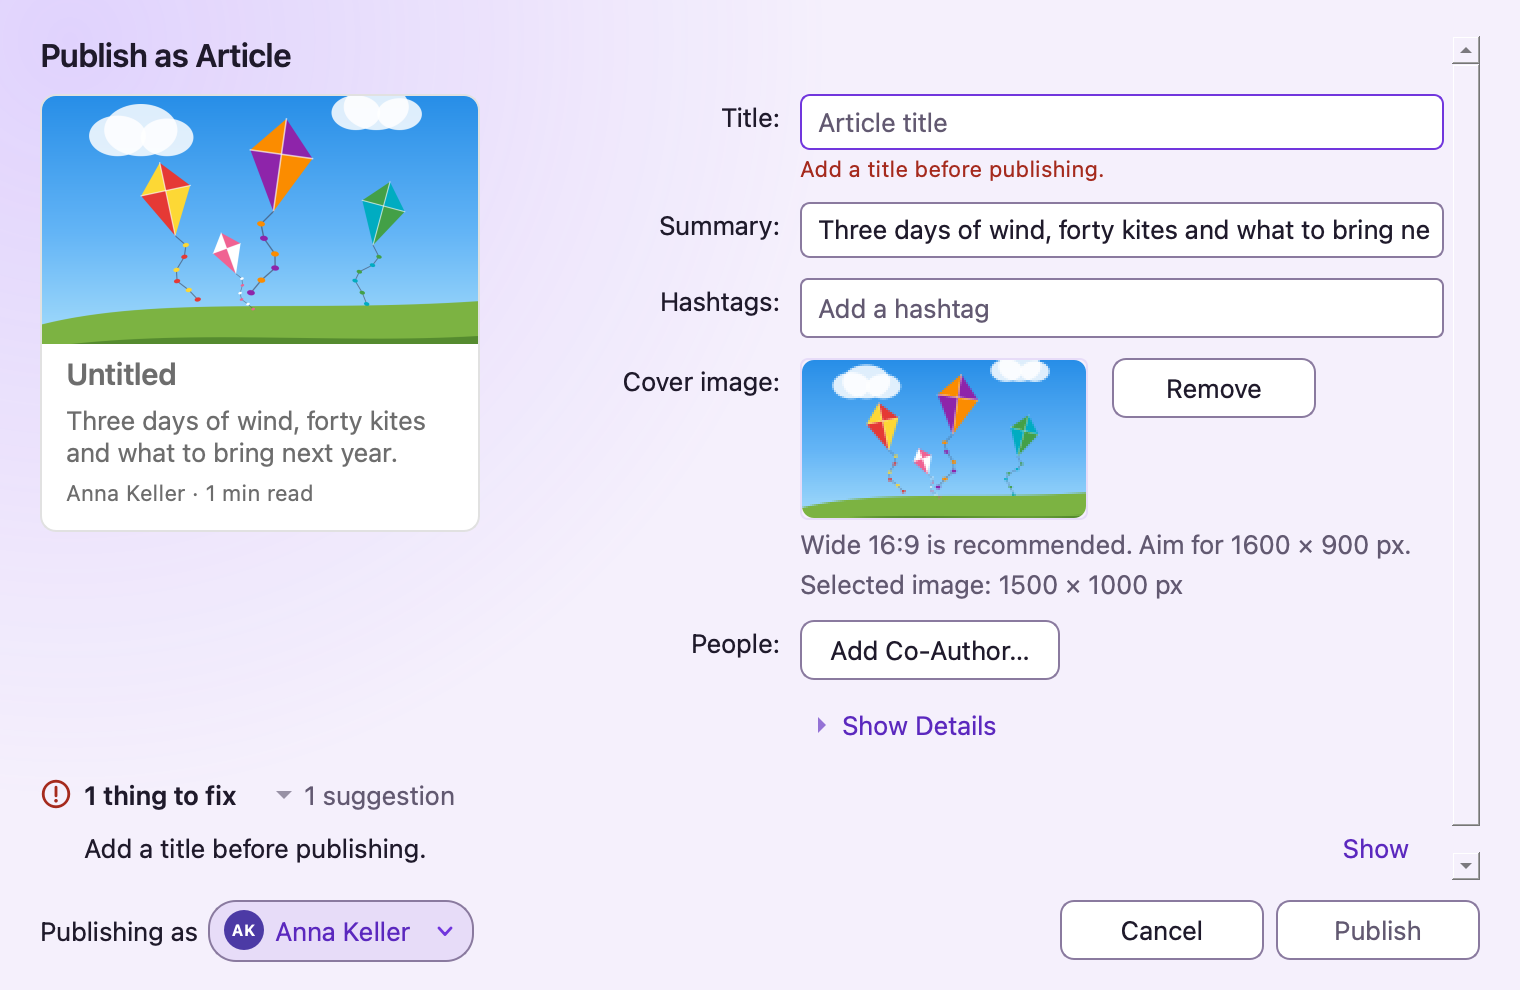 Publish as Article
Untitled
Three days of wind, forty kites
and what to bring next year.
Anna Keller · 1 min read
Title:
Article title
Add a title before publishing.
Summary:
Three days of wind, forty kites and what to bring ne
Hashtags:
Add a hashtag
Cover image:
Remove
Wide 16:9 is recommended. Aim for 1600 × 900 px.
Selected image: 1500 × 1000 px
People:
Add Co-Author...
Show Details
1 thing to fix
1 suggestion
Add a title before publishing.
Show
Publishing as
AK
Anna Keller
Cancel
Publish